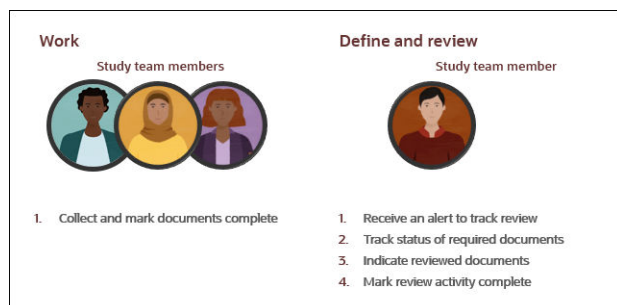 Work
Study team members
1. Collect and mark documents complete
Define and review
Study team member
1. Receive an alert to track review
2. Track status of required documents
3. Indicate reviewed documents
4. Mark review activity complete